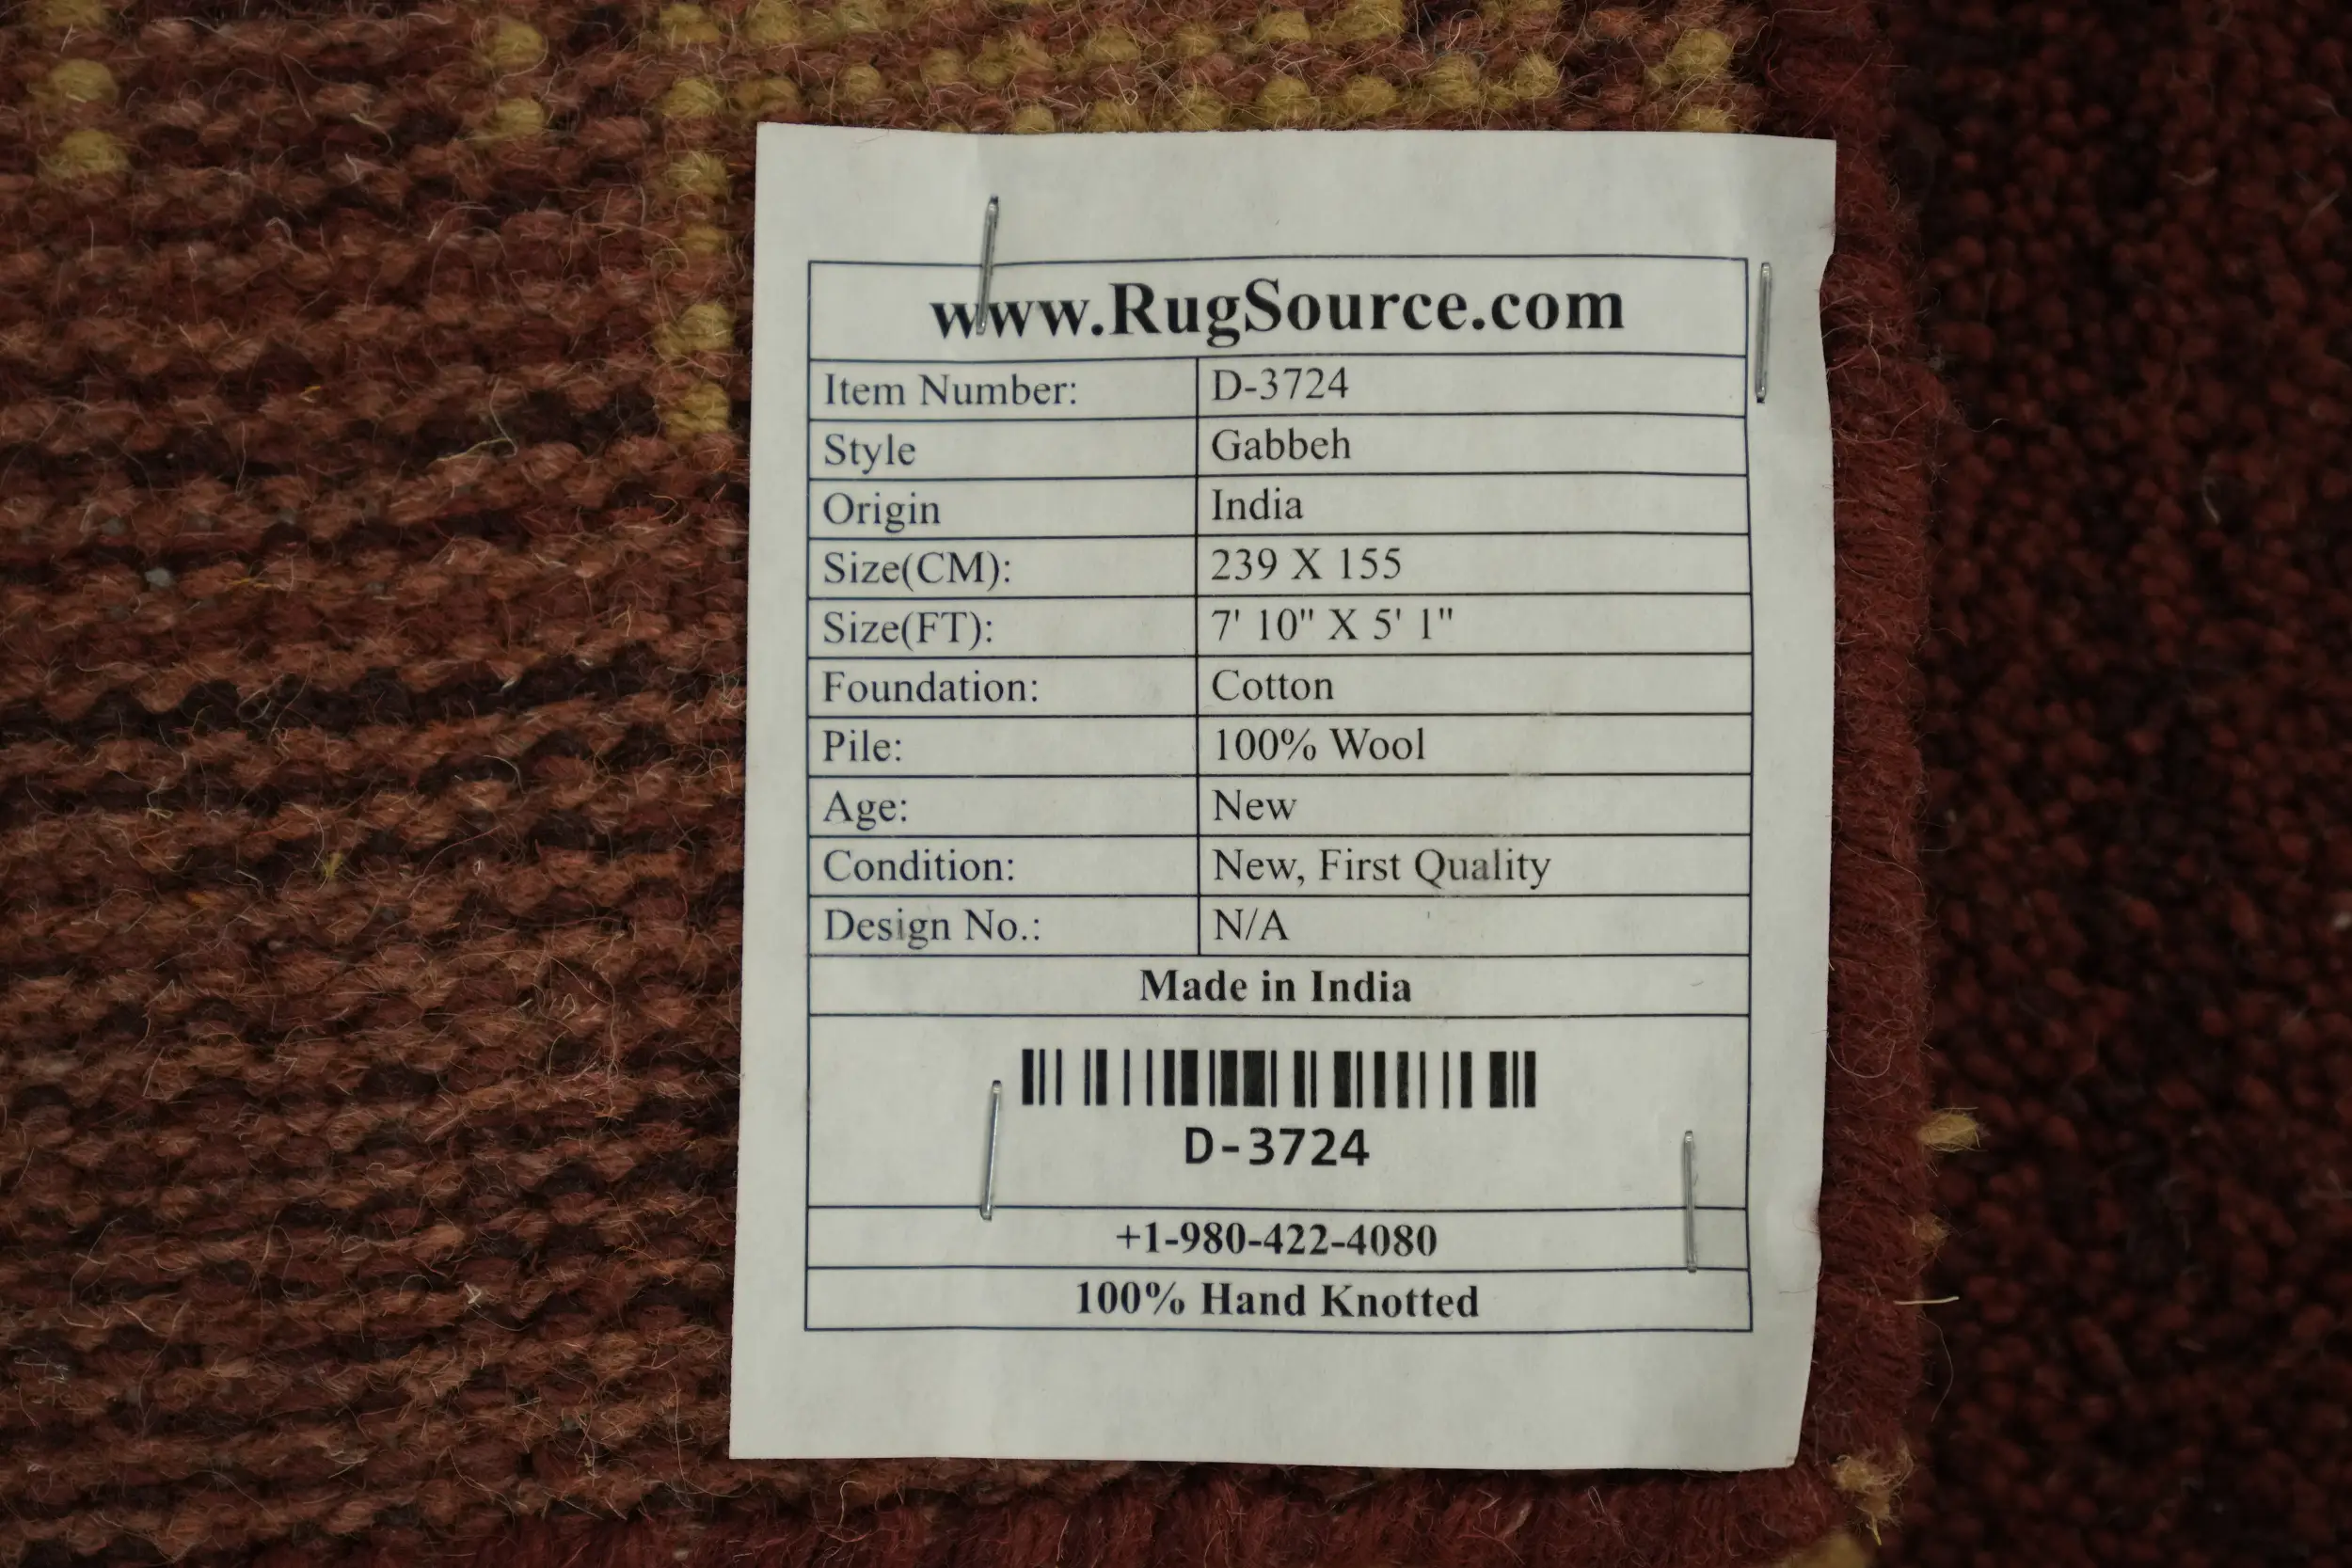 www.RugSource.com
Item Number: D-3724
Style Gabbeh
Origin India
Size(CM): 239 X 155
Size(FT): 7' 10" X 5' 1"
Foundation: Cotton
Pile: 100% Wool
Age: New
Condition: New, First Quality
Design No.: N/A
Made in India
D-3724
+1-980-422-4080
100% Hand Knotted